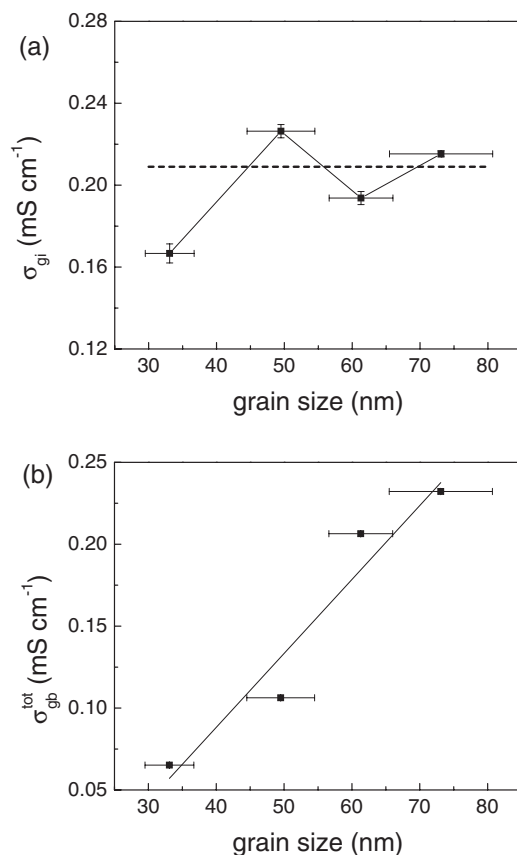 (a)
0.28
0.24
0.20
0.16
0.12
σgi (mS cm⁻¹)
30 40 50 60 70 80
grain size (nm)
(b)
0.25
0.20
0.15
0.10
0.05
σgbᵗᵒᵗ (mS cm⁻¹)
30 40 50 60 70 80
grain size (nm)